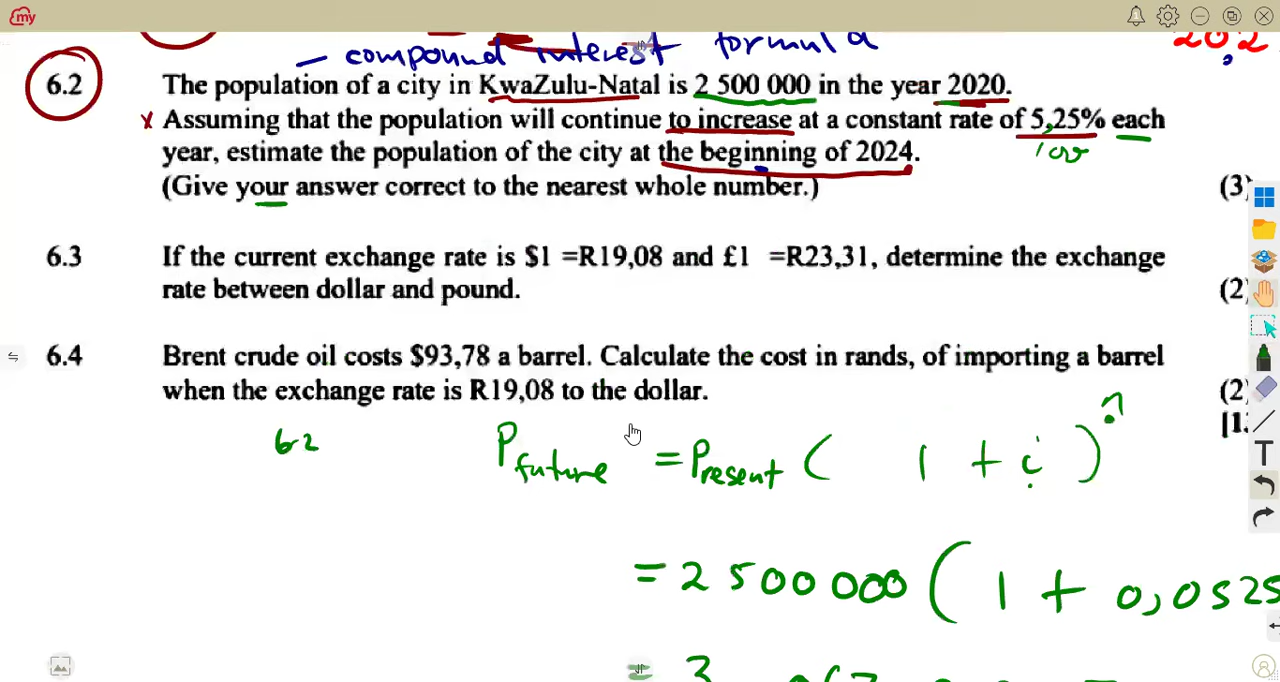 my
– compound interest formula
20.2
6.2 The population of a city in KwaZulu-Natal is 2 500 000 in the year 2020.
x Assuming that the population will continue to increase at a constant rate of 5,25% each
year, estimate the population of the city at the beginning of 2024.
100
(Give your answer correct to the nearest whole number.) (3)
6.3 If the current exchange rate is $1 =R19,08 and £1 =R23,31, determine the exchange
rate between dollar and pound. (2)
6.4 Brent crude oil costs $93,78 a barrel. Calculate the cost in rands, of importing a barrel
when the exchange rate is R19,08 to the dollar. (2)
6.2 P future = Present ( 1 + i )^n
= 2 500 000 ( 1 + 0,0525